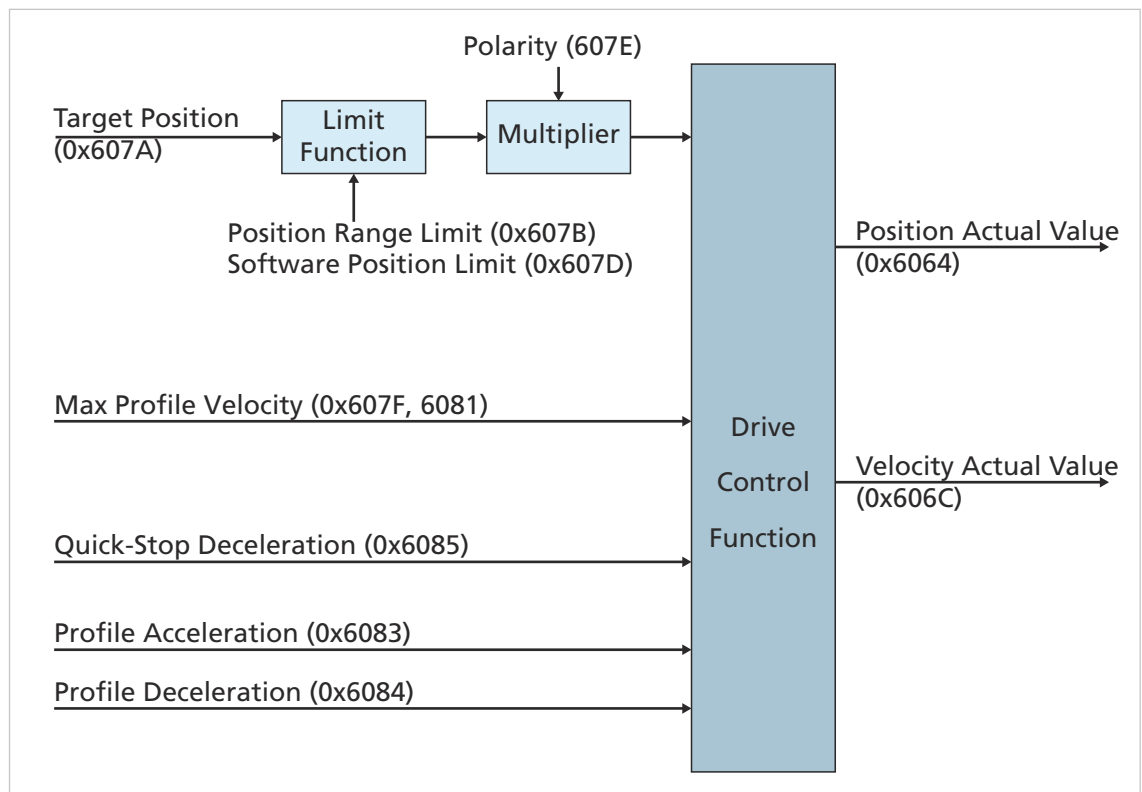 Polarity (607E)
Target Position
(0x607A)
Limit
Function
Multiplier
Position Range Limit (0x607B)
Software Position Limit (0x607D)
Position Actual Value
(0x6064)
Max Profile Velocity (0x607F, 6081)
Drive
Control
Function
Velocity Actual Value
(0x606C)
Quick-Stop Deceleration (0x6085)
Profile Acceleration (0x6083)
Profile Deceleration (0x6084)